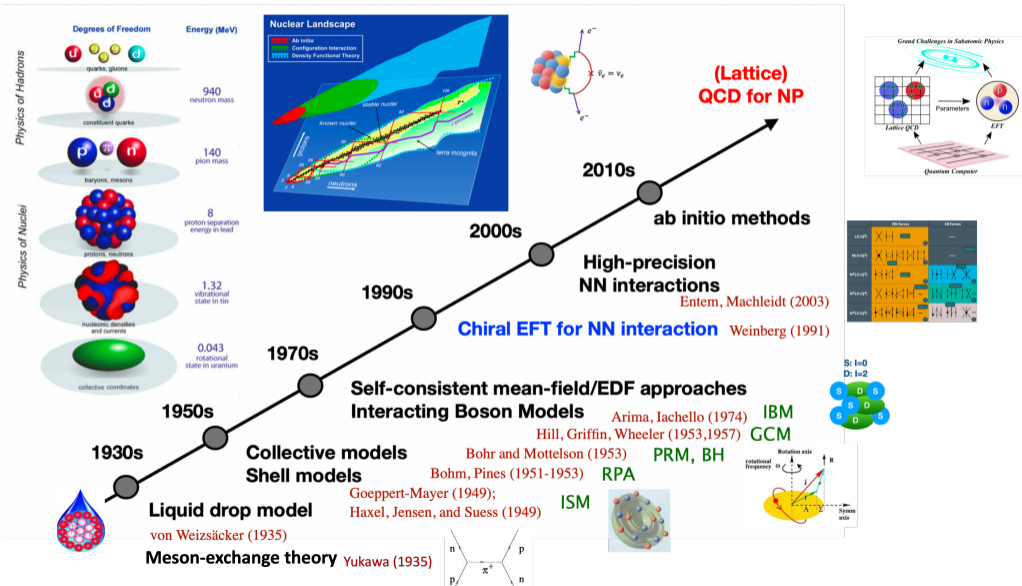 Degrees of Freedom
Energy (MeV)
Physics of Hadrons
u
g
g
g
d
quarks, gluons
u
d
d
constituent quarks
940
neutron mass
p
π
n
baryons, mesons
140
pion mass
Physics of Nuclei
protons, neutrons
8
proton separation
energy in lead
nucleonic densities
and currents
1.32
vibrational
state in tin
collective coordinates
0.043
rotational
state in uranium
Nuclear Landscape
Ab initio
Configuration Interaction
Density Functional Theory
stable nuclei
known nuclei
protons
neutrons
terra incognita
e⁻
ν̄e = νe
e⁻
(Lattice)
QCD for NP
Grand Challenges in Subatomic Physics
Lattice QCD
Parameters
p
n
n
EFT
Quantum Computer
2010s
ab initio methods
2000s
High-precision
NN interactions
Entem, Machleidt (2003)
1990s
Chiral EFT for NN interaction
Weinberg (1991)
1970s
Self-consistent mean-field/EDF approaches
Interacting Boson Models
Arima, Iachello (1974)
IBM
Hill, Griffin, Wheeler (1953,1957)
GCM
S: l=0
D: l=2
S
D
S
S
D
S
D
S
1950s
Collective models
Shell models
Bohr and Mottelson (1953)
PRM, BH
Bohm, Pines (1951-1953)
RPA
Goeppert-Mayer (1949);
Haxel, Jensen, and Suess (1949)
ISM
Rotation axis
rotational
frequency
ω
R
j
Symm
axis
1930s
Liquid drop model
von Weizsäcker (1935)
Meson-exchange theory
Yukawa (1935)
n
p
π⁺
p
n